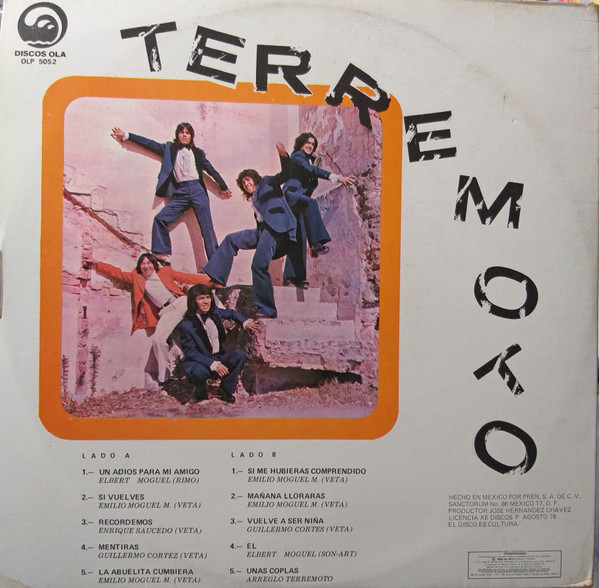 DISCOS OLA
OLP 5052
TERREMOTO
LADO A
1.— UN ADIOS PARA MI AMIGO
ELBERT MOGUEL (RIMO)
2.— SI VUELVES
EMILIO MOGUEL M. (VETA)
3.— RECORDEMOS
ENRIQUE SAUCEDO (VETA)
4.— MENTIRAS
GUILLERMO CORTEZ (VETA)
5.— LA ABUELITA CUMBIERA
EMILIO MOGUEL M. (VETA)
LADO B
1.— SI ME HUBIERAS COMPRENDIDO
EMILIO MOGUEL M. (VETA)
2.— MAÑANA LLORARAS
EMILIO MOGUEL M. (VETA)
3.— VUELVE A SER NIÑA
GUILLERMO CORTES (VETA)
4.— EL
ELBERT MOGUEL (SON-ART)
5.— UNAS COPLAS
ARREGLO TERREMOTO
HECHO EN MEXICO POR FREN, S. A. DE C. V.
SANCTORUM No. 86 MEXICO 17, D. F.
PRODUCTOR JOSE HERNANDEZ CHAVEZ
LICENCIA XE DISCOS P AGOSTO 78
EL DISCO ES CULTURA